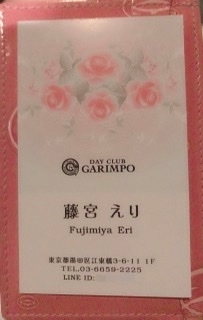 DAY CLUB
GARIMPO
藤宮 えり
Fujimiya Eri
東京都墨田区江東橋3-6-11 1F
TEL.03-6659-2225
LINE ID: